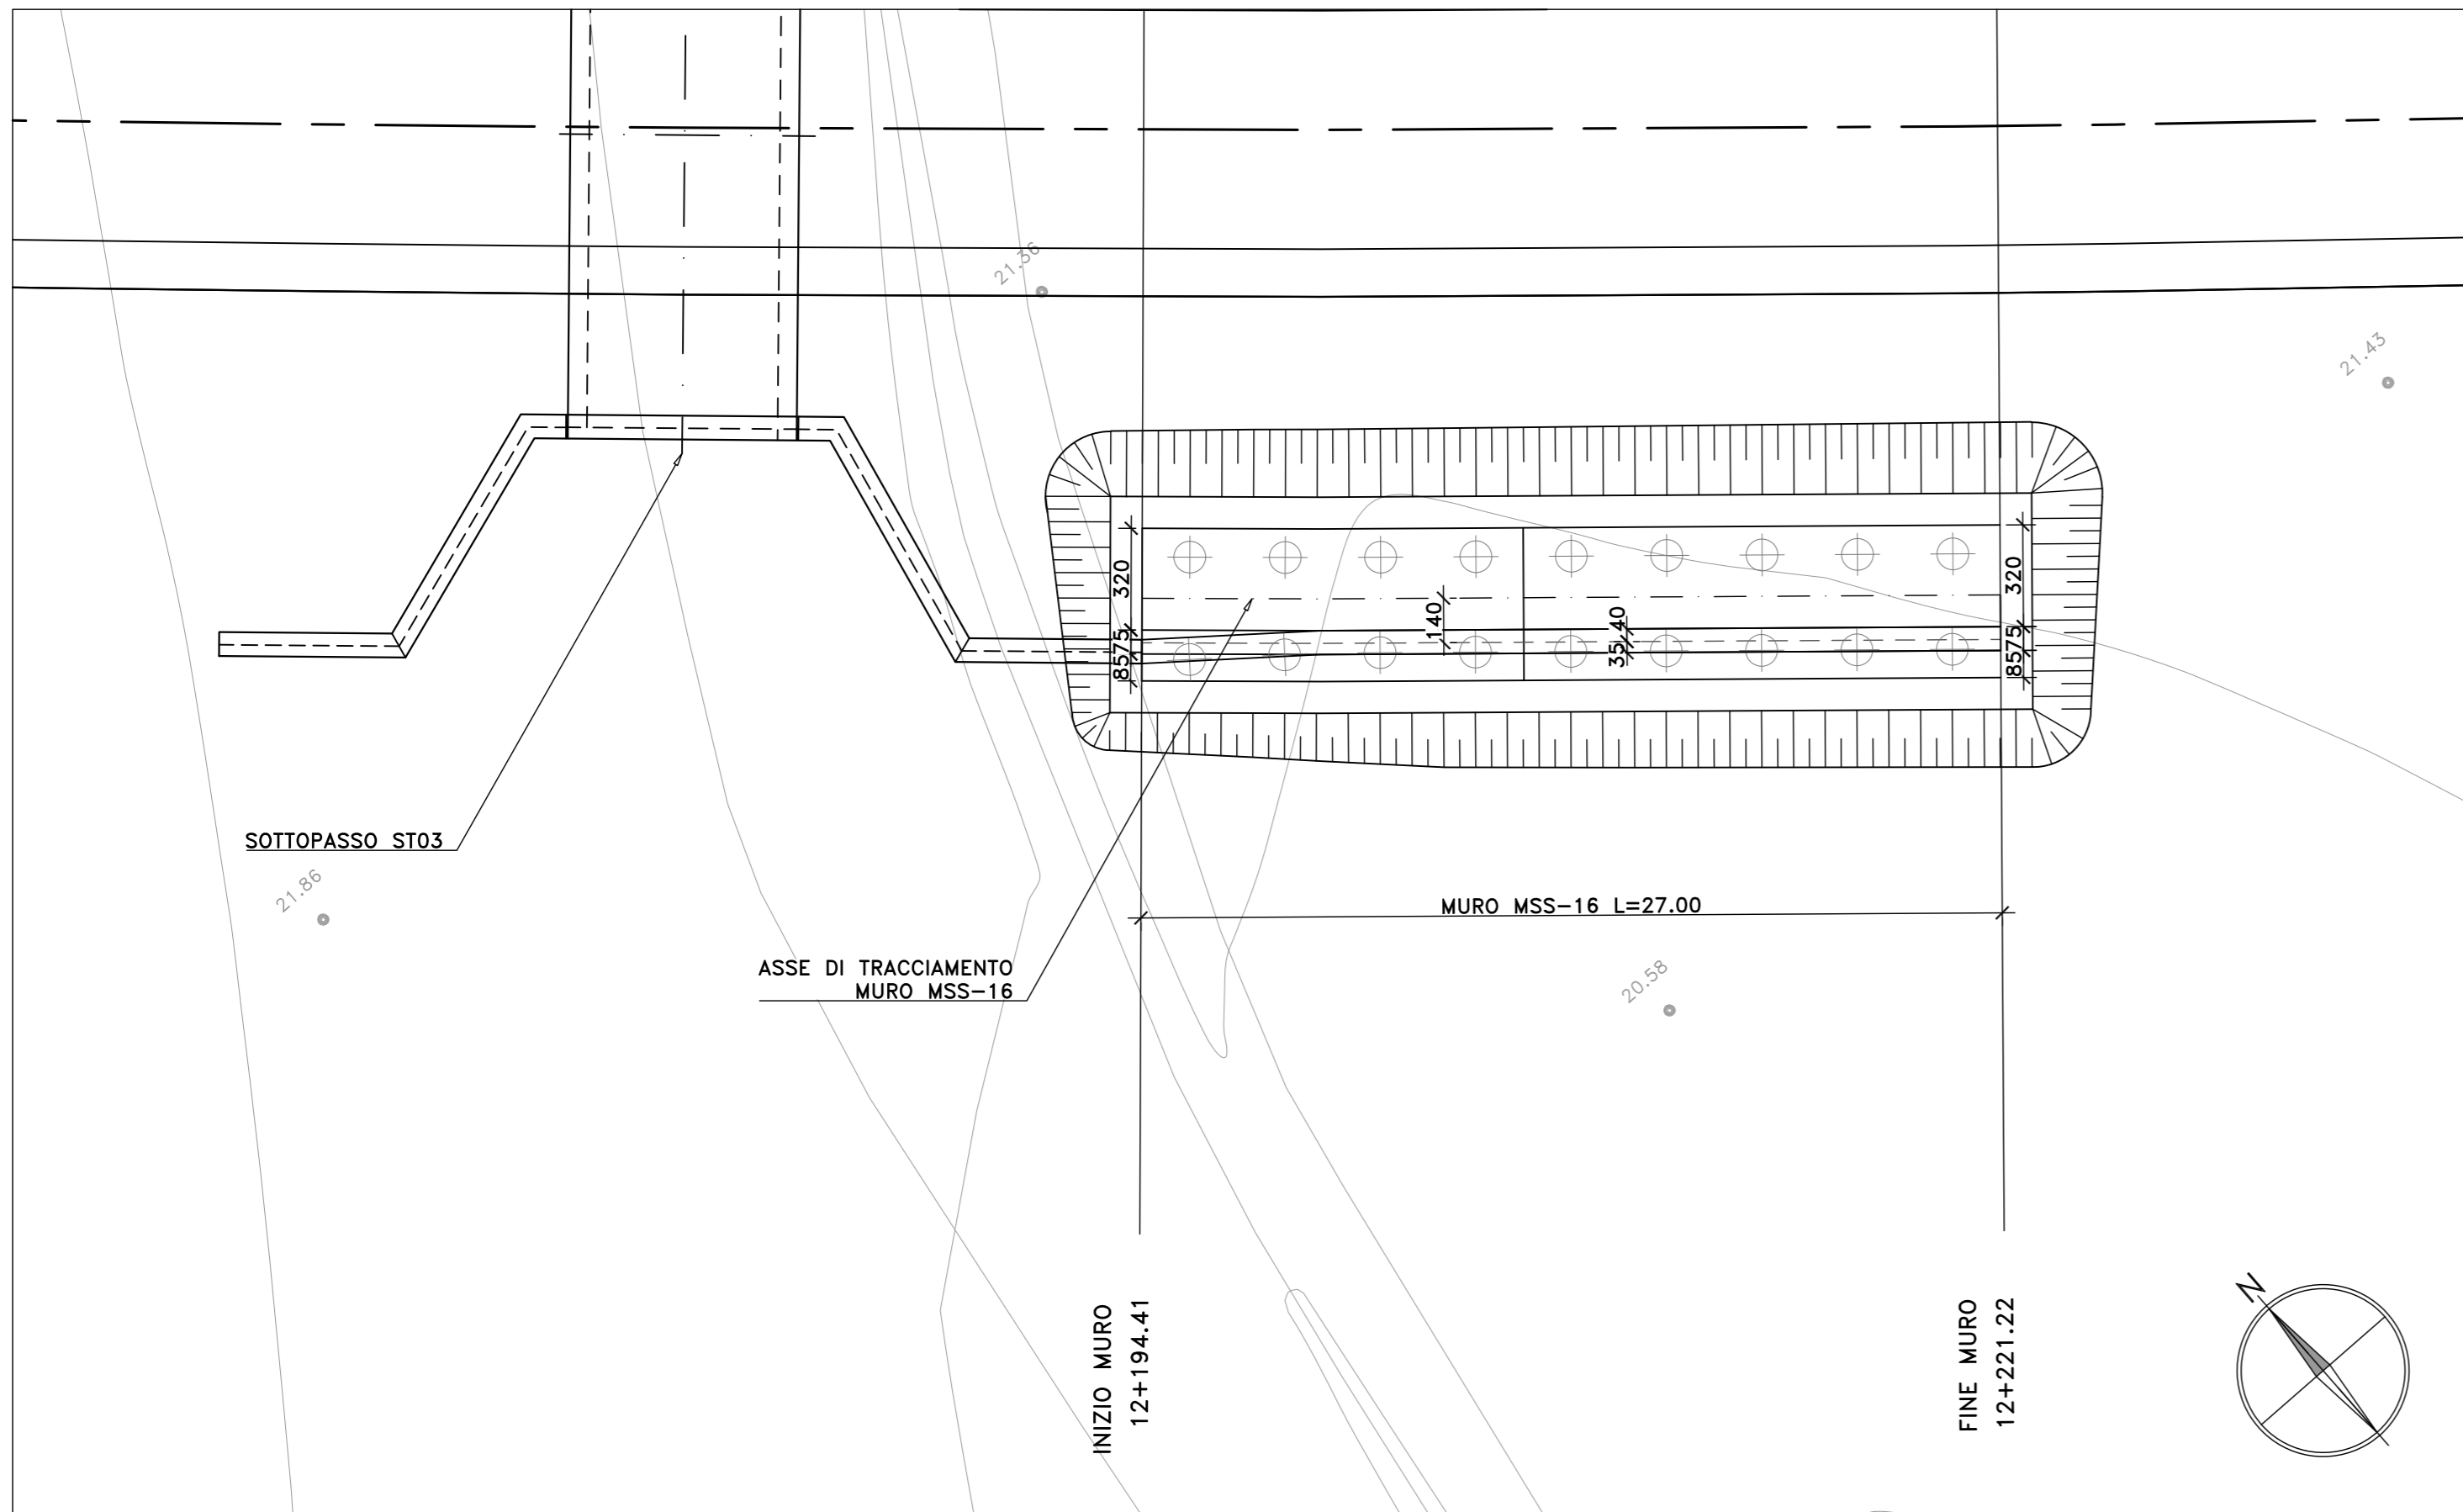 21.36
21.43
320
85
75
140
35
40
320
85
75
SOTTOPASSO ST03
21.86
MURO MSS-16 L=27.00
ASSE DI TRACCIAMENTO
MURO MSS-16
20.58
INIZIO MURO
12+194.41
FINE MURO
12+221.22
N